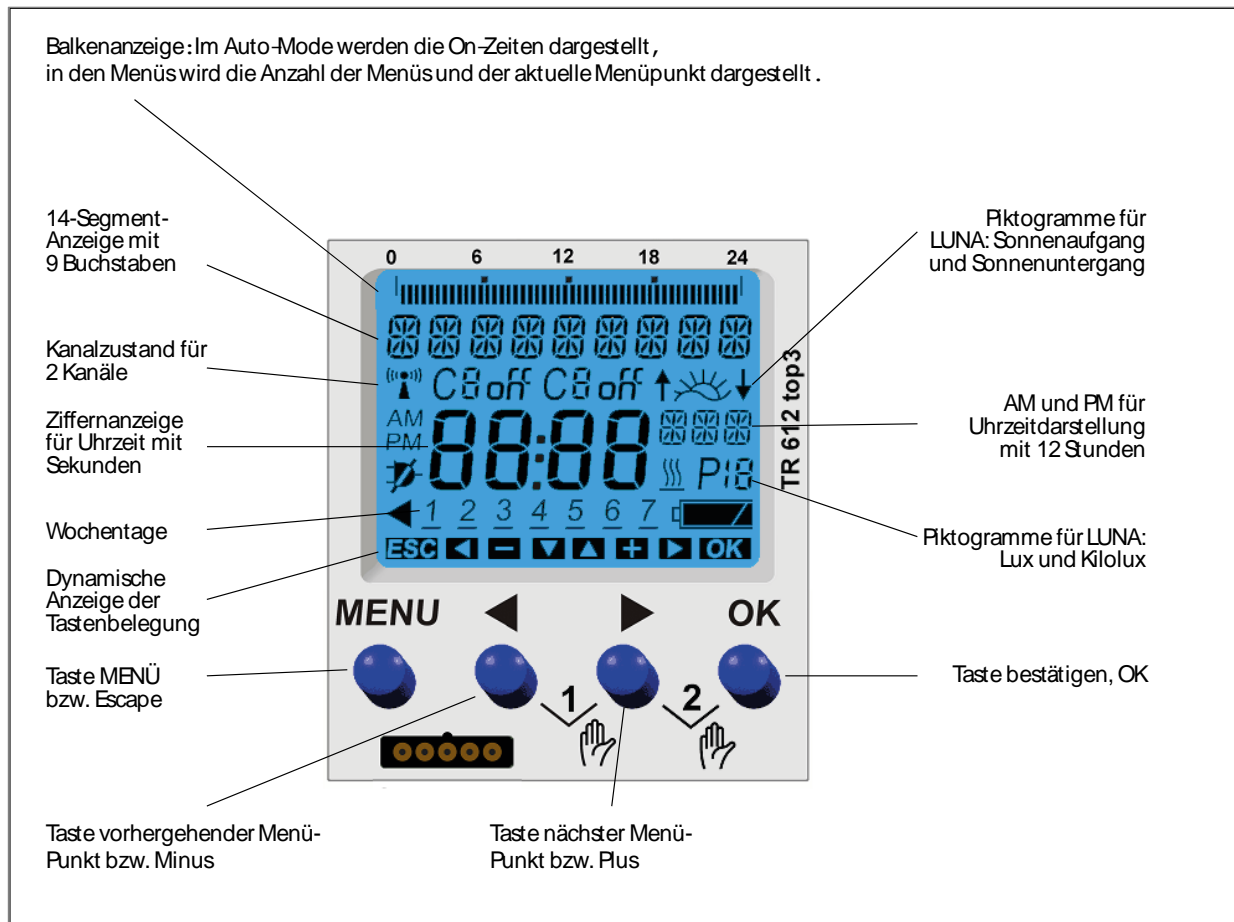 Balkenanzeige: Im Auto-Mode werden die On-Zeiten dargestellt,
in den Menüs wird die Anzahl der Menüs und der aktuelle Menüpunkt dargestellt.
14-Segment-
Anzeige mit
9 Buchstaben
Kanalzustand für
2 Kanäle
Ziffernanzeige
für Uhrzeit mit
Sekunden
Wochentage
Dynamische
Anzeige der
Tastenbelegung
Taste MENÜ
bzw. Escape
Taste vorhergehender Menü-
Punkt bzw. Minus
0 6 12 18 24
C8 off C8 off
AM
PM
88:88
P18
1 2 3 4 5 6 7
ESC OK
TR 612 top3
MENU OK
1 2
Taste nächster Menü-
Punkt bzw. Plus
Piktogramme für
LUNA: Sonnenaufgang
und Sonnenuntergang
AM und PM für
Uhrzeitdarstellung
mit 12 Stunden
Piktogramme für LUNA:
Lux und Kilolux
Taste bestätigen, OK